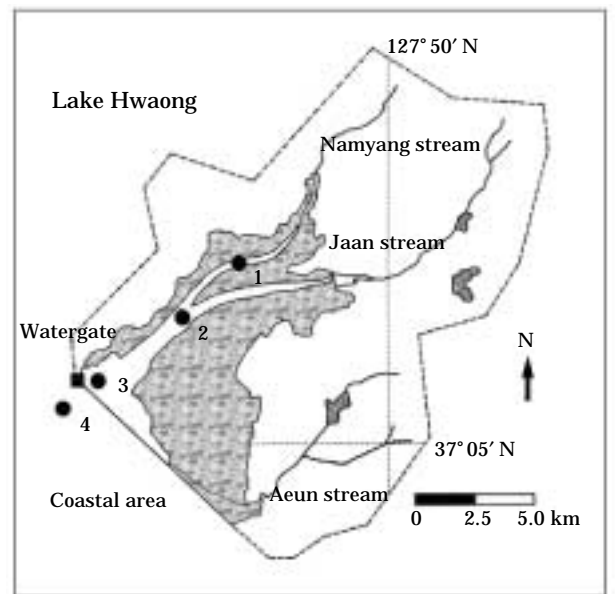 127° 50′ N
Lake Hwaong
Namyang stream
Jaan stream
1
Watergate
2
N
3
4
37° 05′ N
Coastal area
Aeun stream
0 2.5 5.0 km